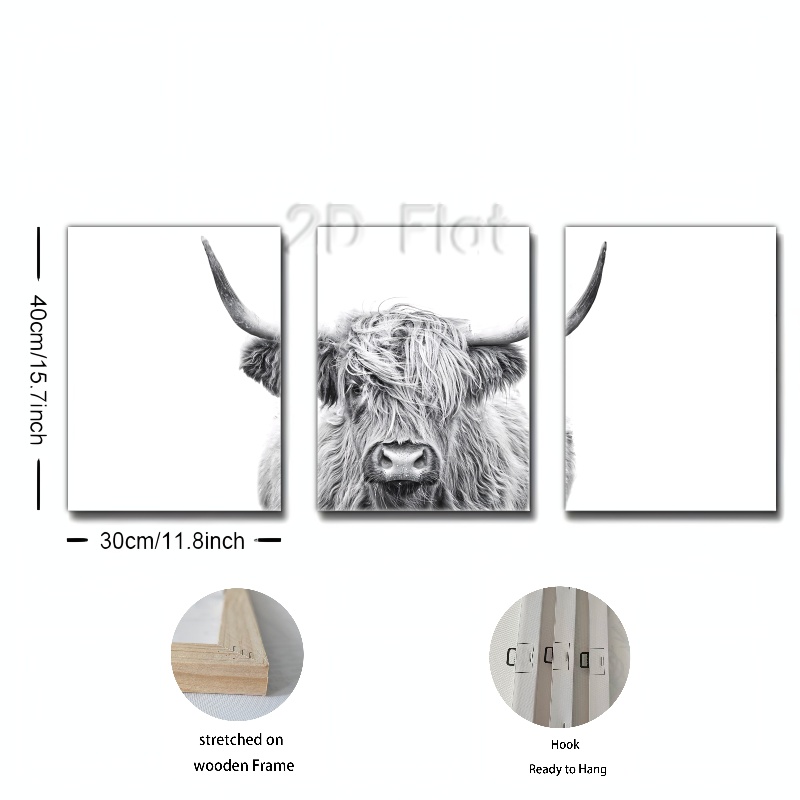 2D Flat
40cm/15.7inch
30cm/11.8inch
stretched on
wooden Frame
Hook
Ready to Hang